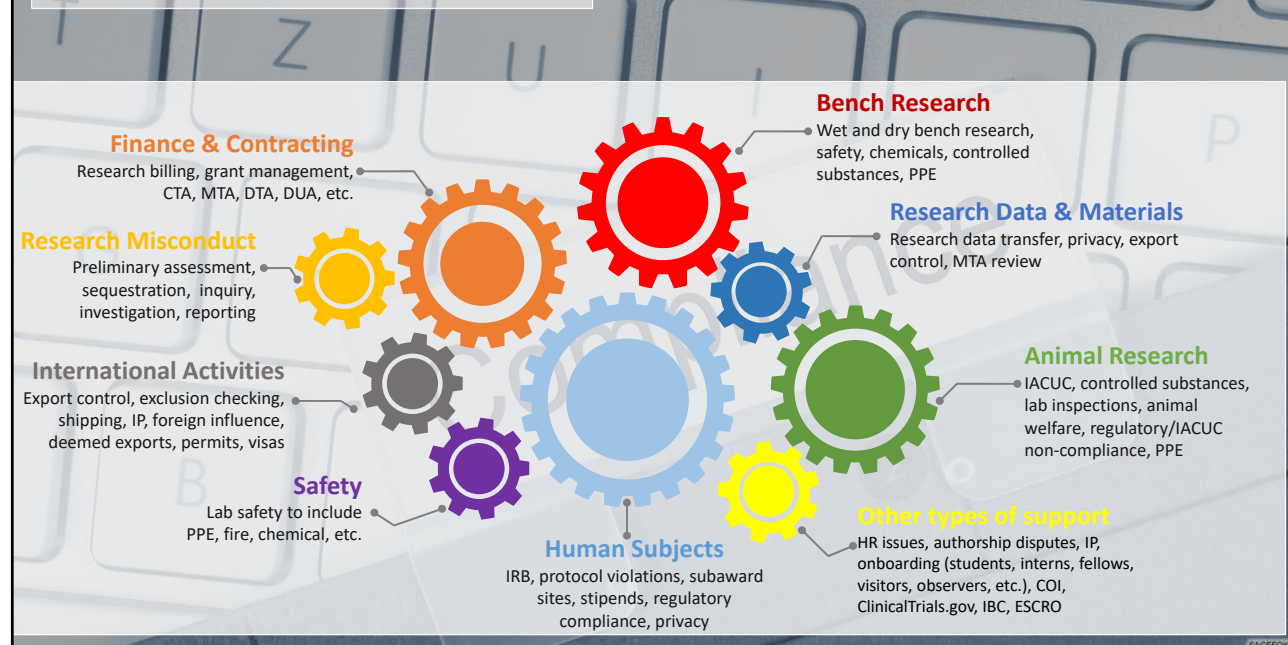 T
Z
U
I
P
B
compliance
Bench Research
Wet and dry bench research,
safety, chemicals, controlled
substances, PPE
Finance & Contracting
Research billing, grant management,
CTA, MTA, DTA, DUA, etc.
Research Data & Materials
Research data transfer, privacy, export
control, MTA review
Research Misconduct
Preliminary assessment,
sequestration, inquiry,
investigation, reporting
Animal Research
IACUC, controlled substances,
lab inspections, animal
welfare, regulatory/IACUC
non-compliance, PPE
International Activities
Export control, exclusion checking,
shipping, IP, foreign influence,
deemed exports, permits, visas
Safety
Lab safety to include
PPE, fire, chemical, etc.
Human Subjects
IRB, protocol violations, subaward
sites, stipends, regulatory
compliance, privacy
Other types of support
HR issues, authorship disputes, IP,
onboarding (students, interns, fellows,
visitors, observers, etc.), COI,
ClinicalTrials.gov, IBC, ESCRO